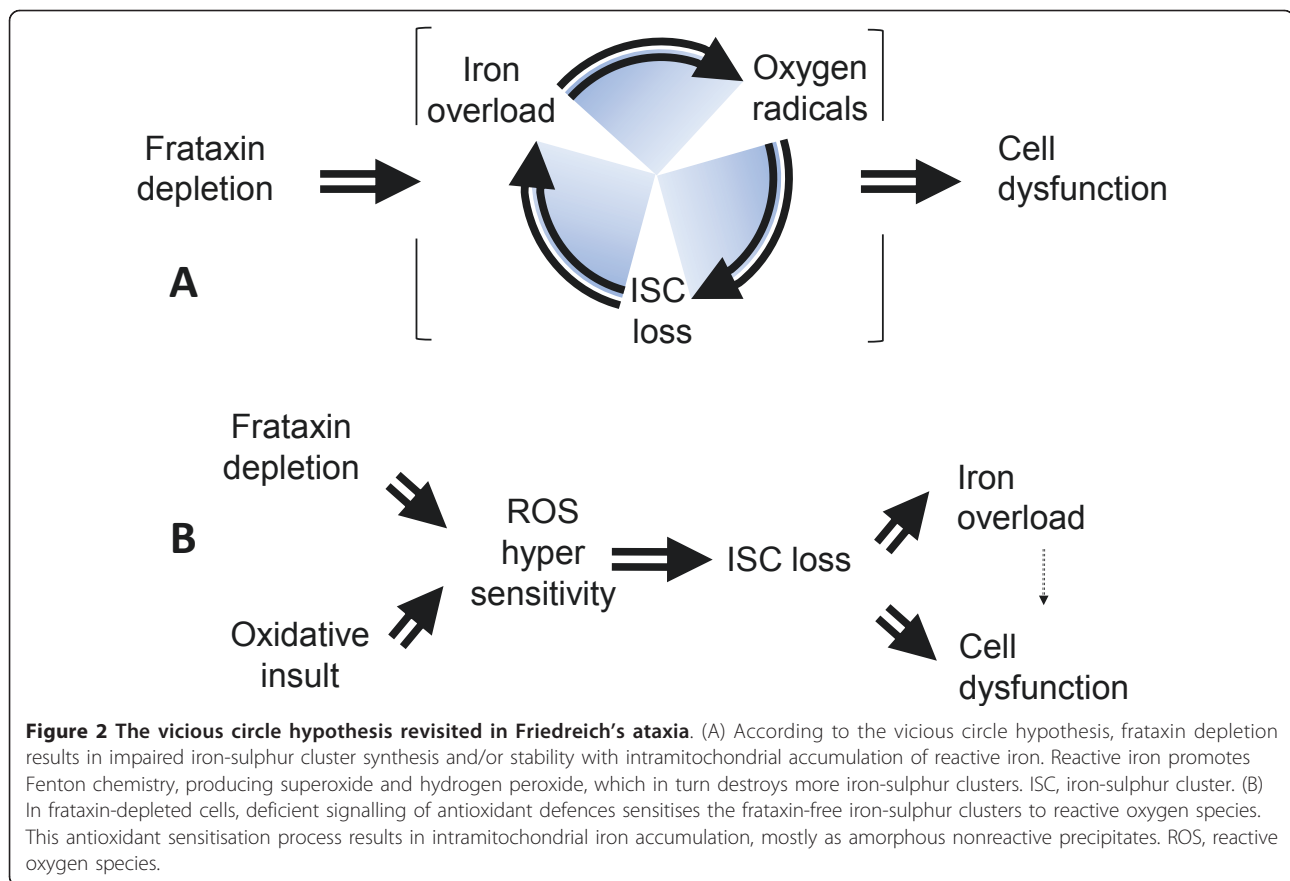 Iron
overload
Oxygen
radicals
Frataxin
depletion
Cell
dysfunction
A
ISC
loss
Frataxin
depletion
Iron
overload
ROS
hyper
sensitivity
B
ISC loss
Oxidative
insult
Cell
dysfunction
Figure 2 The vicious circle hypothesis revisited in Friedreich's ataxia. (A) According to the vicious circle hypothesis, frataxin depletion
results in impaired iron-sulphur cluster synthesis and/or stability with intramitochondrial accumulation of reactive iron. Reactive iron promotes
Fenton chemistry, producing superoxide and hydrogen peroxide, which in turn destroys more iron-sulphur clusters. ISC, iron-sulphur cluster. (B)
In frataxin-depleted cells, deficient signalling of antioxidant defences sensitises the frataxin-free iron-sulphur clusters to reactive oxygen species.
This antioxidant sensitisation process results in intramitochondrial iron accumulation, mostly as amorphous nonreactive precipitates. ROS, reactive
oxygen species.